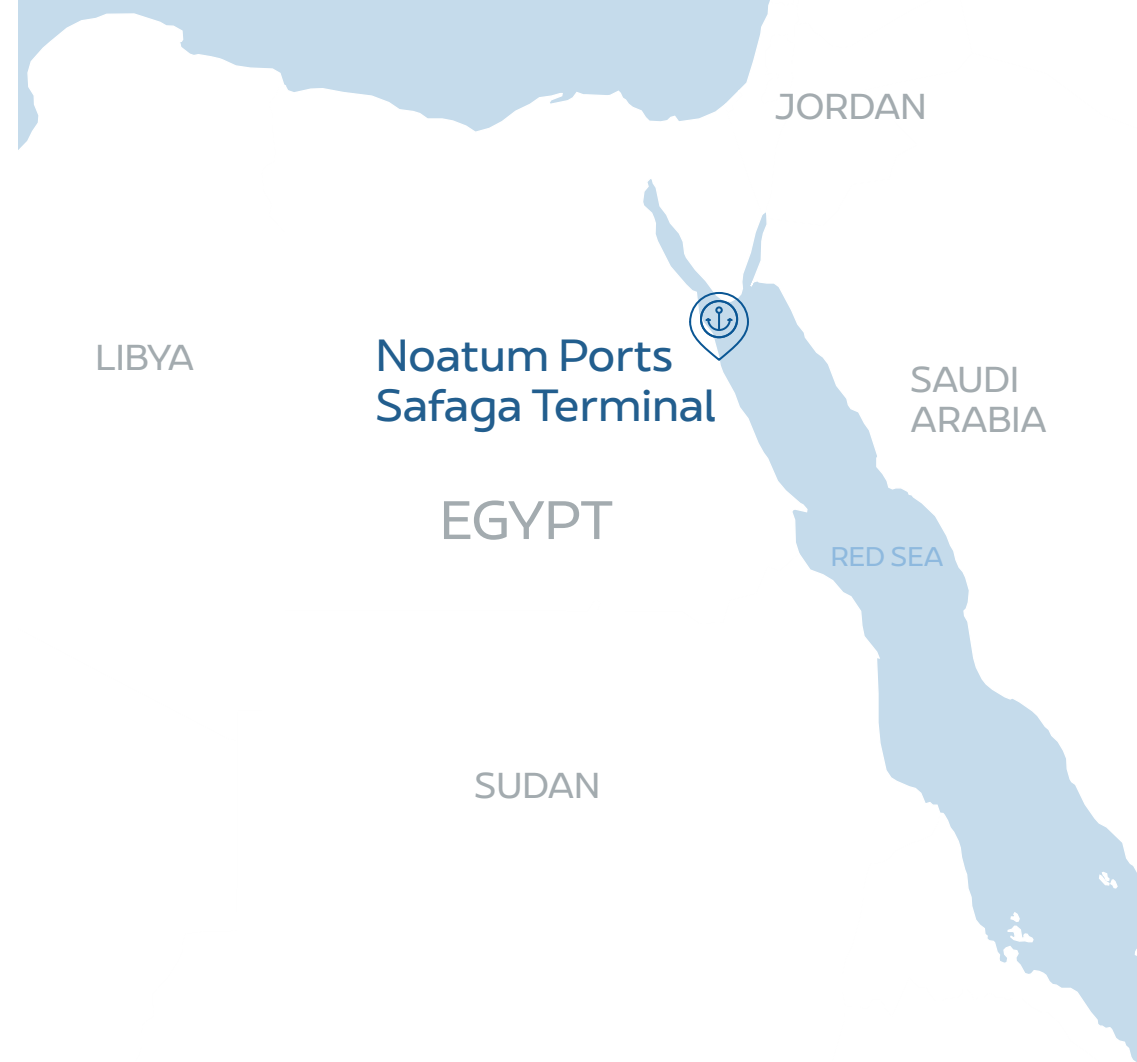 JORDAN
LIBYA
Noatum Ports
Safaga Terminal
SAUDI
ARABIA
EGYPT
RED SEA
SUDAN